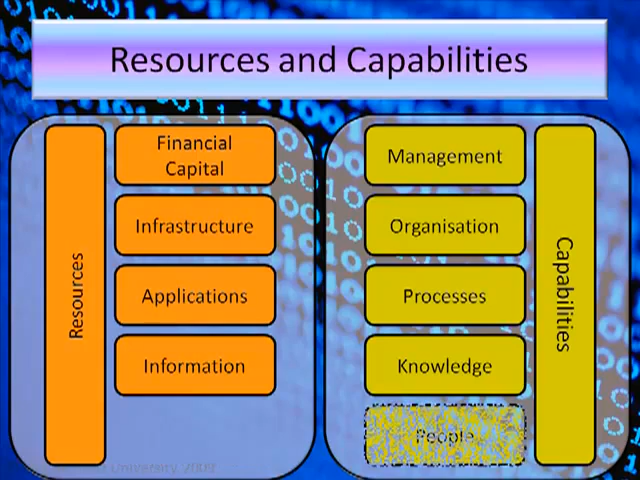 Resources and Capabilities
Resources
Financial
Capital
Infrastructure
Applications
Information
Management
Organisation
Processes
Knowledge
People
Capabilities
University, 2009